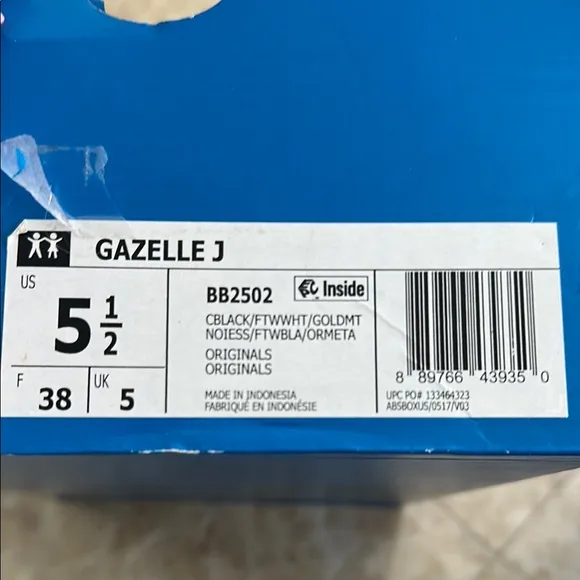 GAZELLE J
US
5 1/2
F 38
UK 5
BB2502
Inside
CBLACK/FTWWHT/GOLDMT
NOIESS/FTWBLA/ORMETA
ORIGINALS
ORIGINALS
MADE IN INDONESIA
FABRIQUÉ EN INDONÉSIE
8 89766 43935 0
UPC PO# 133464323
ABSBOXUS/0517/V03